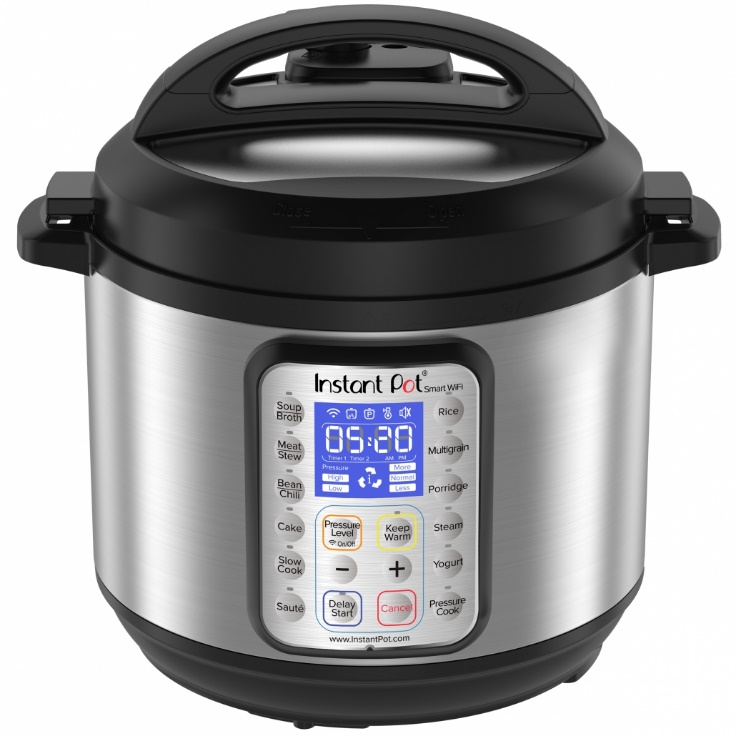 Close Open
Instant Pot® Smart WiFi
Soup
Broth
Meat
Stew
Bean
Chili
Cake
Slow
Cook
Sauté
05:20
Timer 1 Timer 2 AM PM
Pressure
High
Low
More
Normal
Less
Pressure
Level
On/Off
Keep
Warm
−
+
Delay
Start
Cancel
Rice
Multigrain
Porridge
Steam
Yogurt
Pressure
Cook
www.InstantPot.com